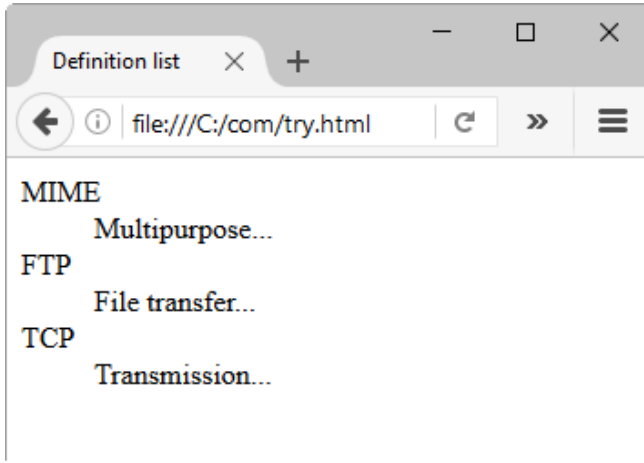 Definition list
file:///C:/com/try.html
MIME
Multipurpose...
FTP
File transfer...
TCP
Transmission...